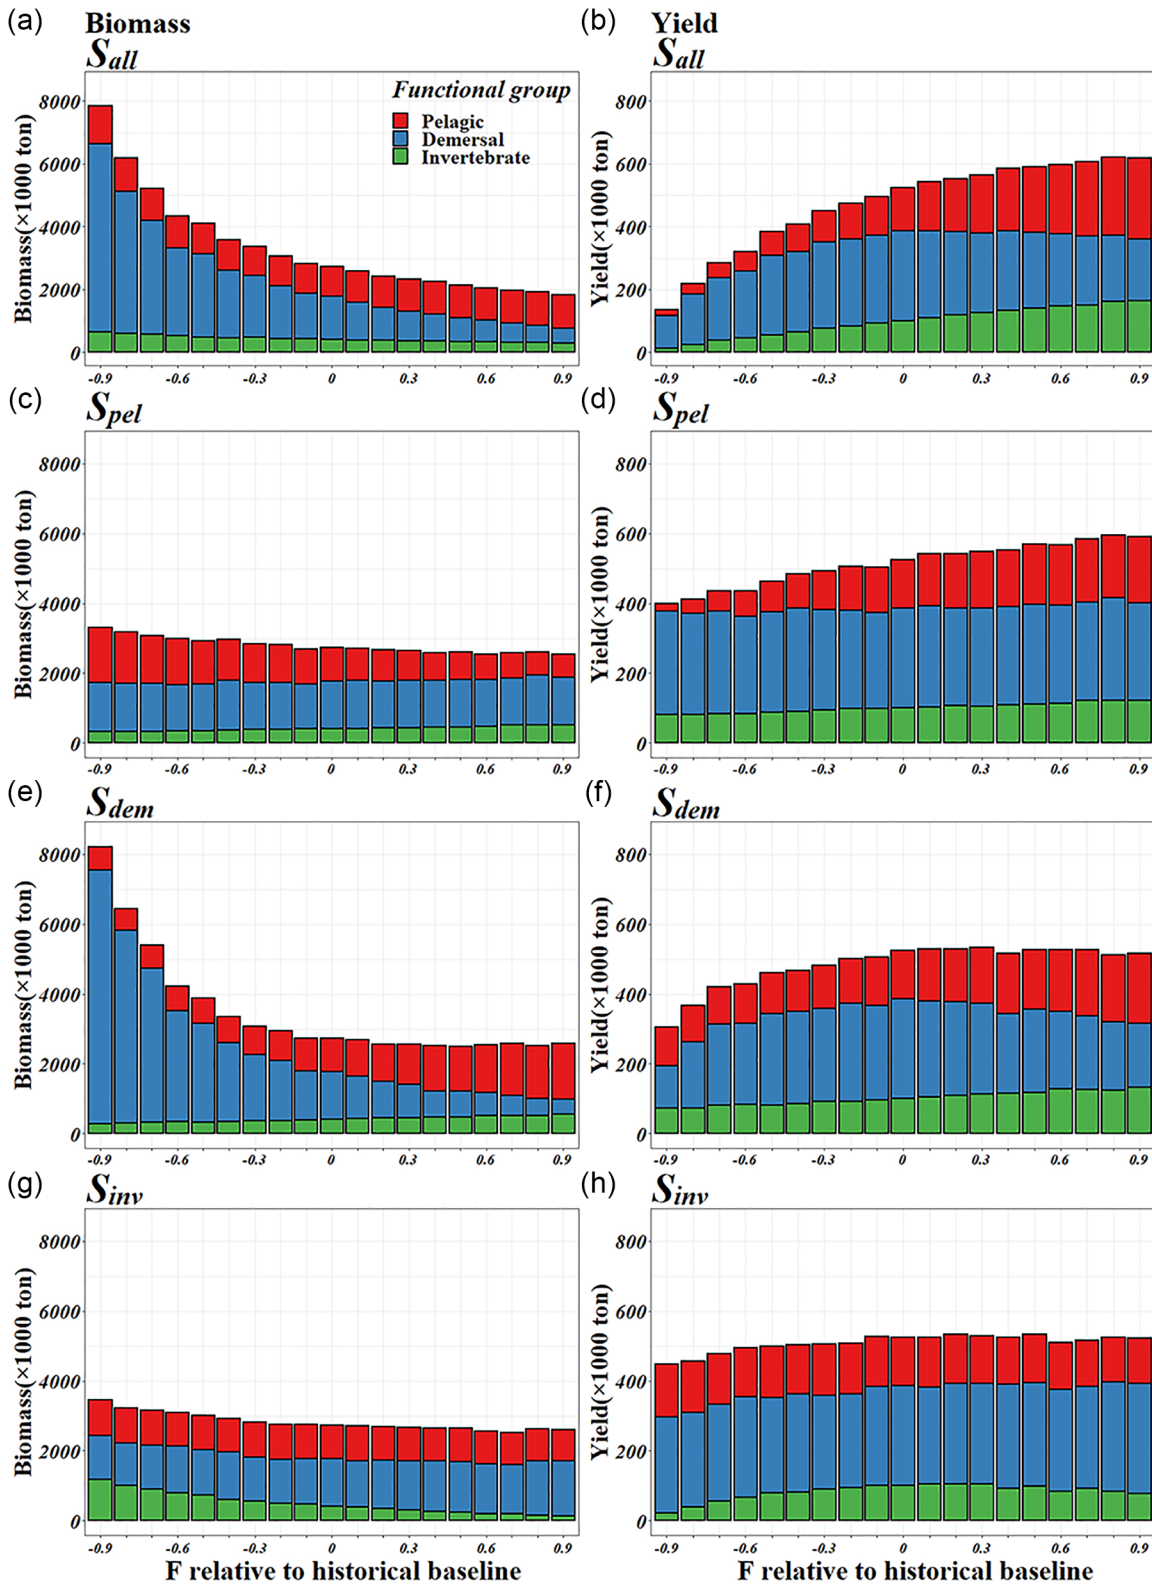 (a) Biomass (b) Yield
Sall Sall
Functional group
Pelagic
Demersal
Invertebrate
Biomass(×1000 ton)
8000
6000
4000
2000
0
-0.9 -0.6 -0.3 0 0.3 0.6 0.9
Yield(×1000 ton)
800
600
400
200
0
-0.9 -0.6 -0.3 0 0.3 0.6 0.9
(c) Spel (d) Spel
Biomass(×1000 ton)
8000
6000
4000
2000
0
-0.9 -0.6 -0.3 0 0.3 0.6 0.9
Yield(×1000 ton)
800
600
400
200
0
-0.9 -0.6 -0.3 0 0.3 0.6 0.9
(e) Sdem (f) Sdem
Biomass(×1000 ton)
8000
6000
4000
2000
0
-0.9 -0.6 -0.3 0 0.3 0.6 0.9
Yield(×1000 ton)
800
600
400
200
0
-0.9 -0.6 -0.3 0 0.3 0.6 0.9
(g) Sinv (h) Sinv
Biomass(×1000 ton)
8000
6000
4000
2000
0
-0.9 -0.6 -0.3 0 0.3 0.6 0.9
F relative to historical baseline
Yield(×1000 ton)
800
600
400
200
0
-0.9 -0.6 -0.3 0 0.3 0.6 0.9
F relative to historical baseline